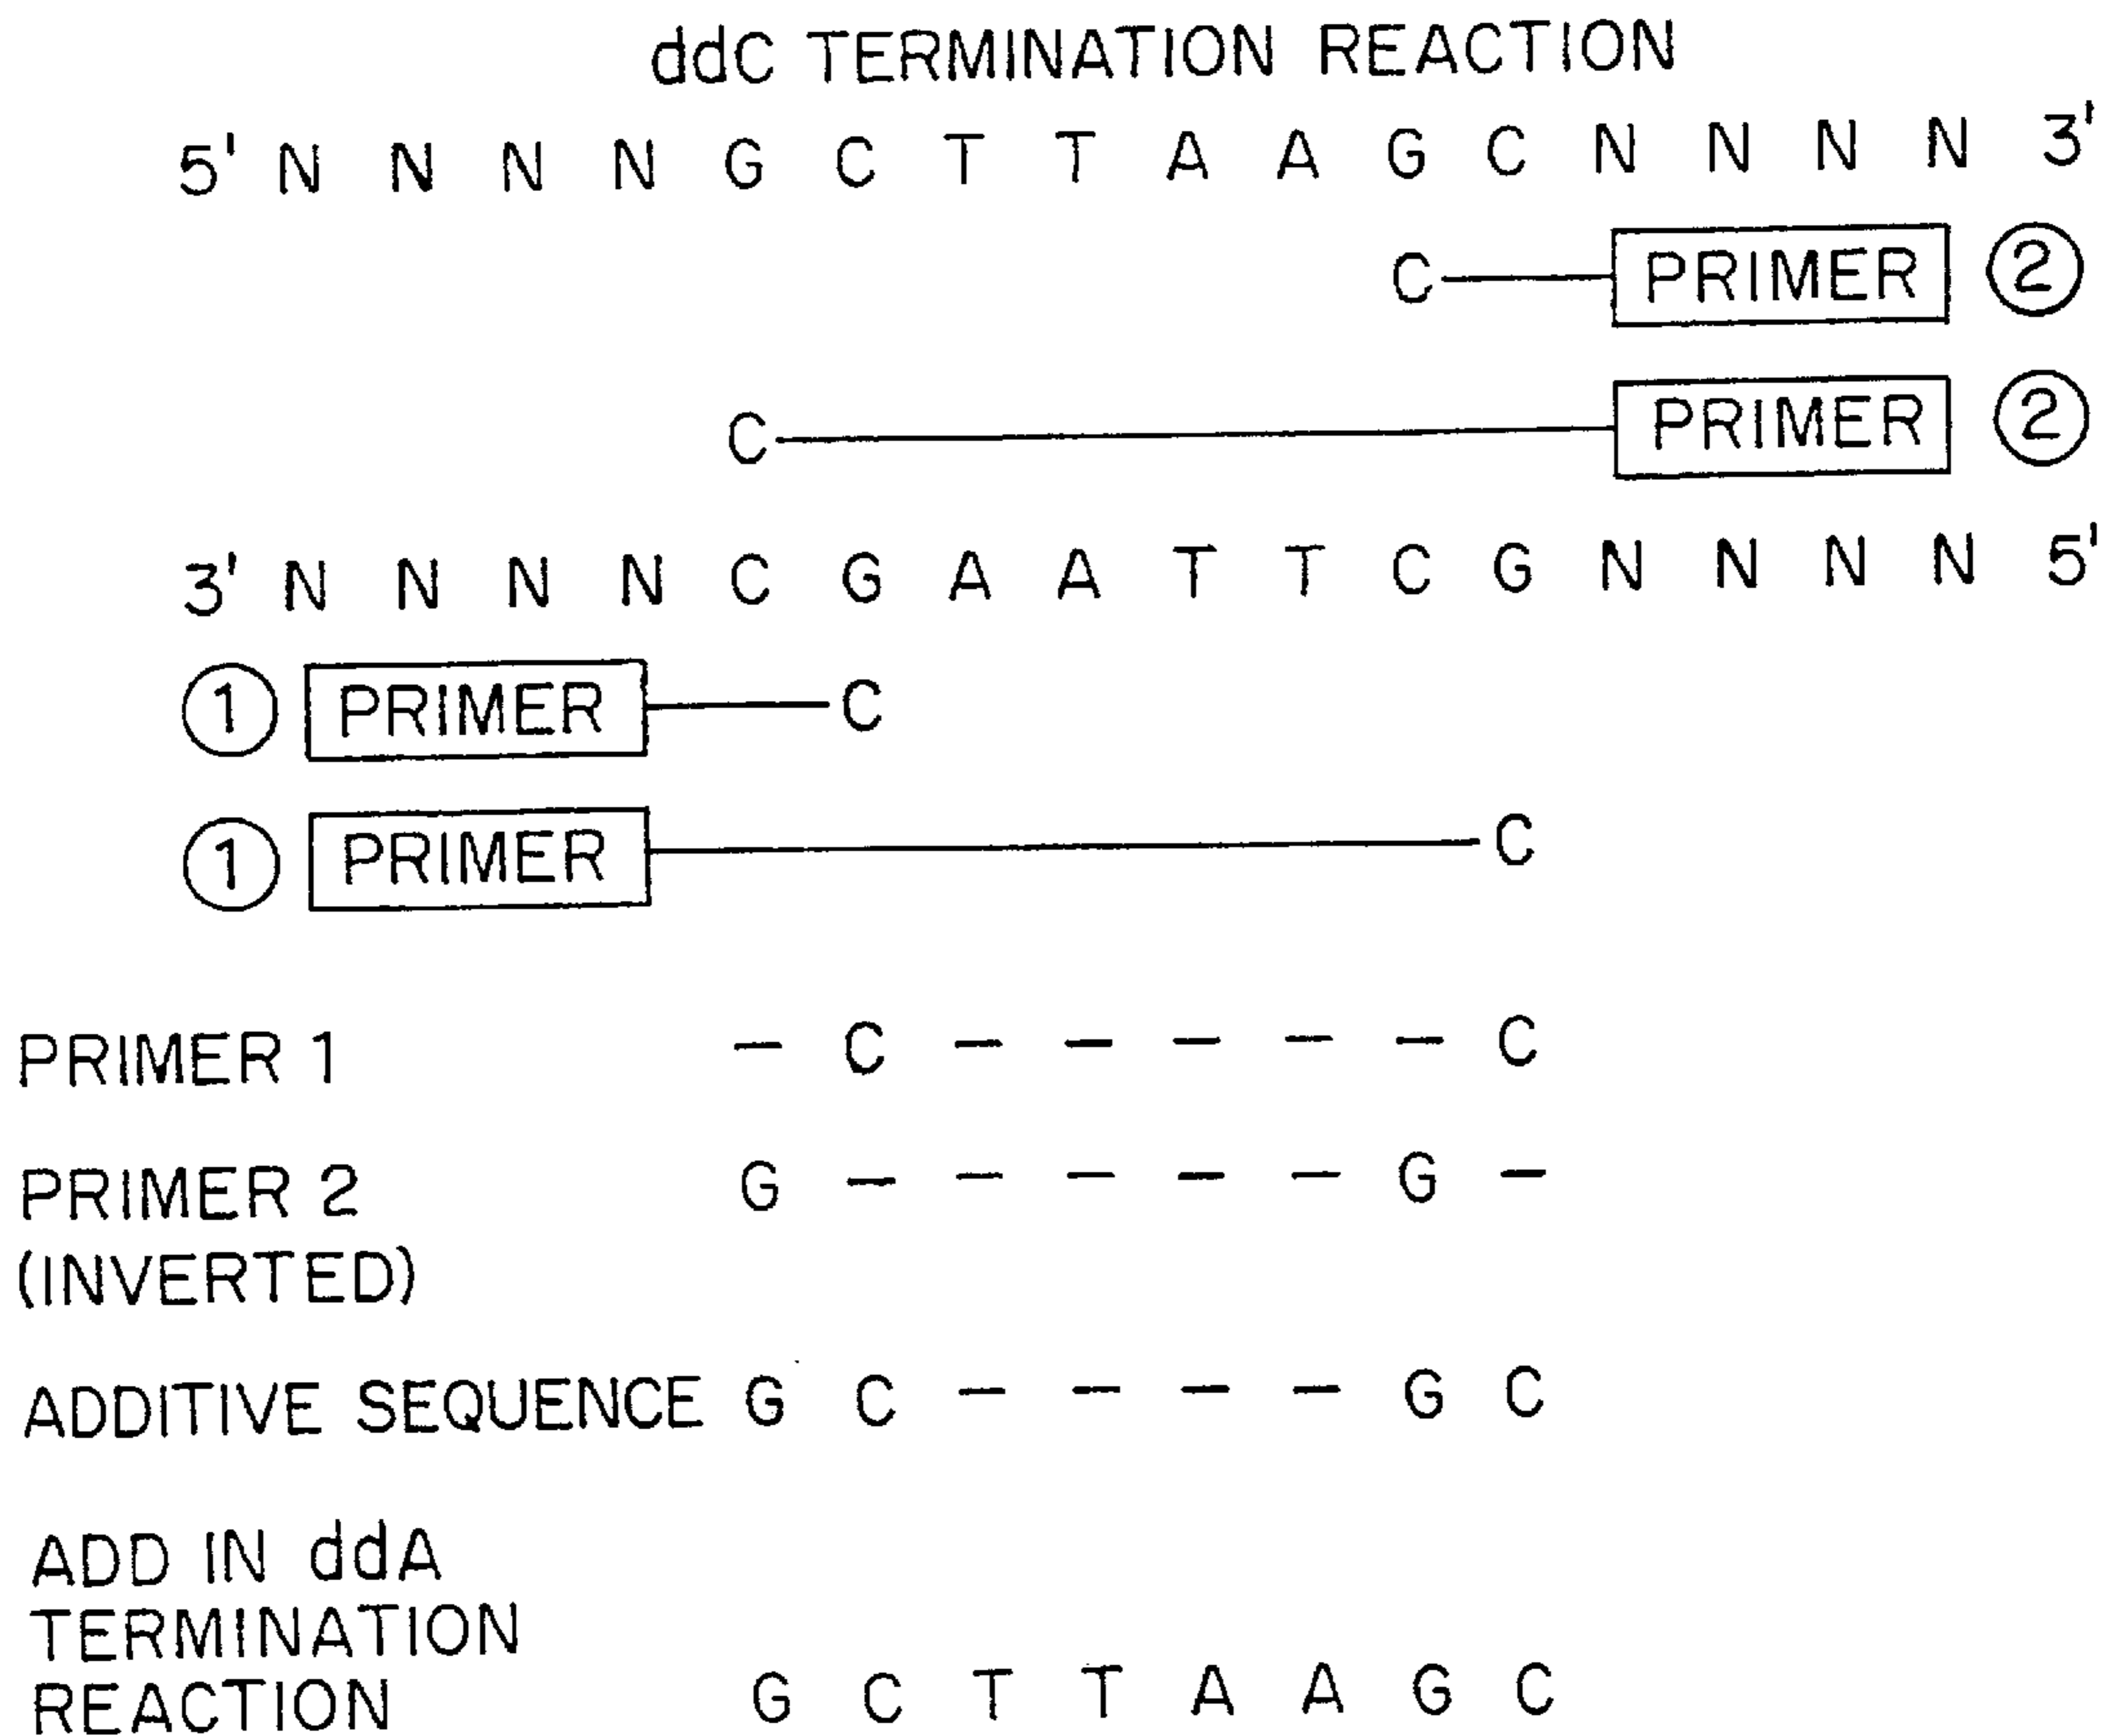 ddC TERMINATION REACTION
5' N N N N G C T T A A G C N N N N 3'
C PRIMER 2
C PRIMER 2
3' N N N N C G A A T T C G N N N N 5'
1 PRIMER C
1 PRIMER C
PRIMER 1 – C – – – – – C
PRIMER 2 G – – – – – G –
(INVERTED)
ADDITIVE SEQUENCE G C – – – – G C
ADD IN ddA
TERMINATION
REACTION G C T T A A G C